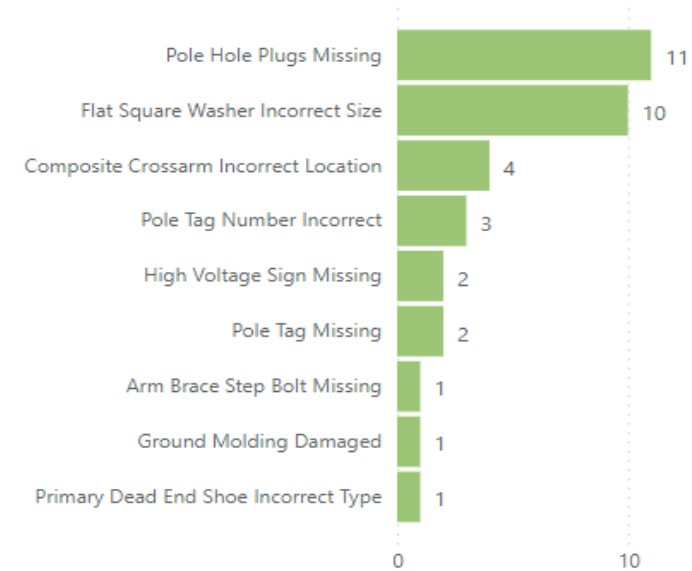 Pole Hole Plugs Missing 11
Flat Square Washer Incorrect Size 10
Composite Crossarm Incorrect Location 4
Pole Tag Number Incorrect 3
High Voltage Sign Missing 2
Pole Tag Missing 2
Arm Brace Step Bolt Missing 1
Ground Molding Damaged 1
Primary Dead End Shoe Incorrect Type 1
0 10